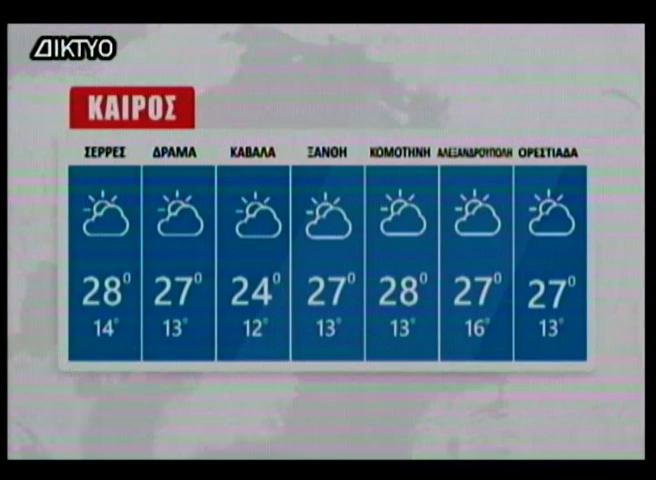 ΔΙΚΤΥΟ
ΚΑΙΡΟΣ
ΣΕΡΡΕΣ ΔΡΑΜΑ ΚΑΒΑΛΑ ΞΑΝΘΗ ΚΟΜΟΤΗΝΗ ΑΛΕΞΑΝΔΡΟΥΠΟΛΗ ΟΡΕΣΤΙΑΔΑ
28° 27° 24° 27° 28° 27° 27°
14° 13° 12° 13° 13° 16° 13°